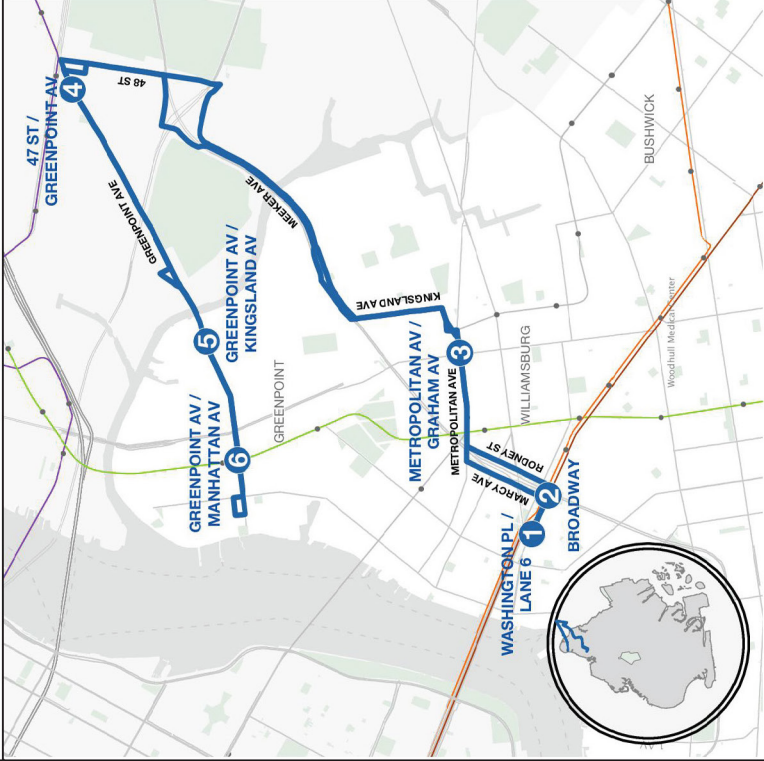 47 ST /
GREENPOINT AV
4
48 ST
GREENPOINT AVE
MEEKER AVE
BUSHWICK
5
GREENPOINT AV /
KINGSLAND AV
KINGSLAND AVE
GREENPOINT
METROPOLITAN AV /
GRAHAM AV
3
METROPOLITAN AVE
WILLIAMSBURG
Woodhull Medical Center
GREENPOINT AV /
MANHATTAN AV
6
RODNEY ST
MARCY AVE
2
BROADWAY
1
WASHINGTON PL /
LANE 6